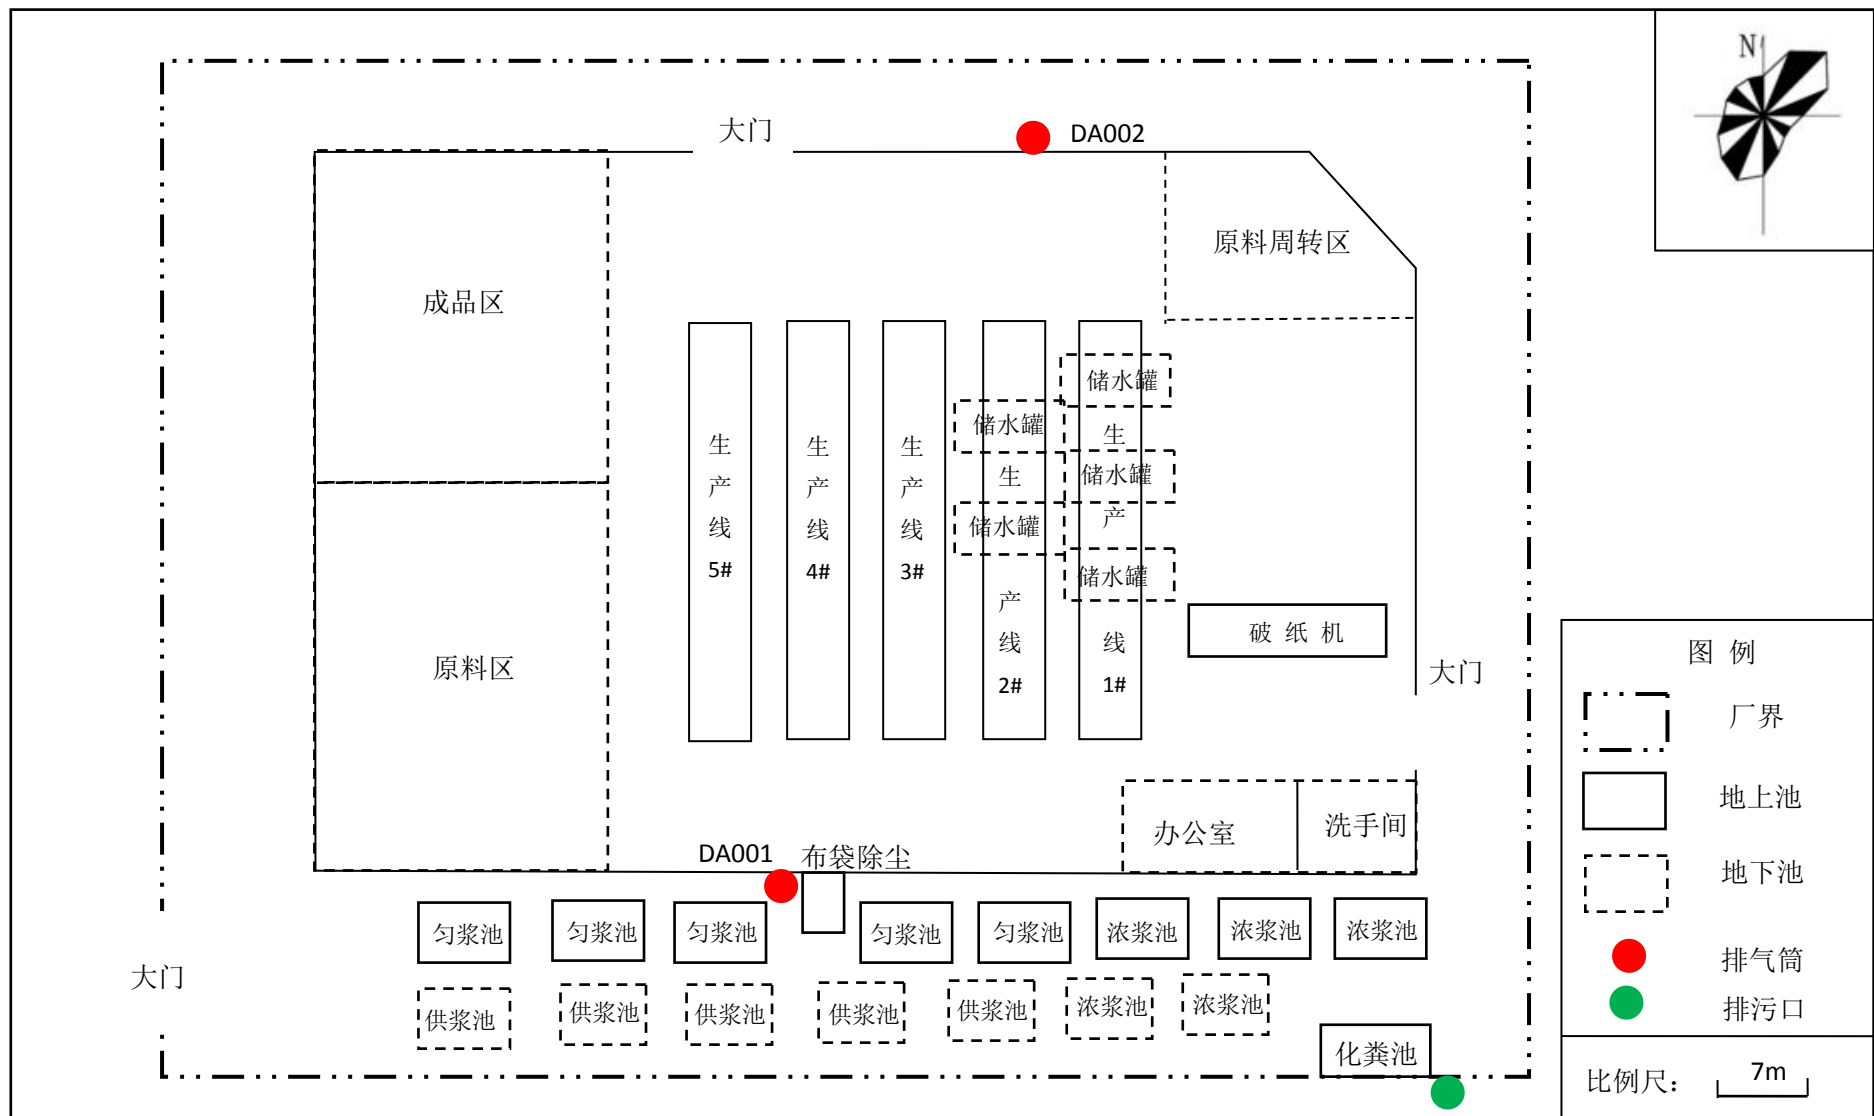 N
大门
DA002
原料周转区
成品区
储水罐
储水罐
生产线5#
生产线4#
生产线3#
生产线2#
生产线1#
储水罐
储水罐
储水罐
破 纸 机
原料区
大门
办公室
洗手间
DA001
布袋除尘
匀浆池
匀浆池
匀浆池
匀浆池
匀浆池
浓浆池
浓浆池
浓浆池
大门
供浆池
供浆池
供浆池
供浆池
供浆池
浓浆池
浓浆池
化粪池
图 例
厂界
地上池
地下池
排气筒
排污口
比例尺：
7m